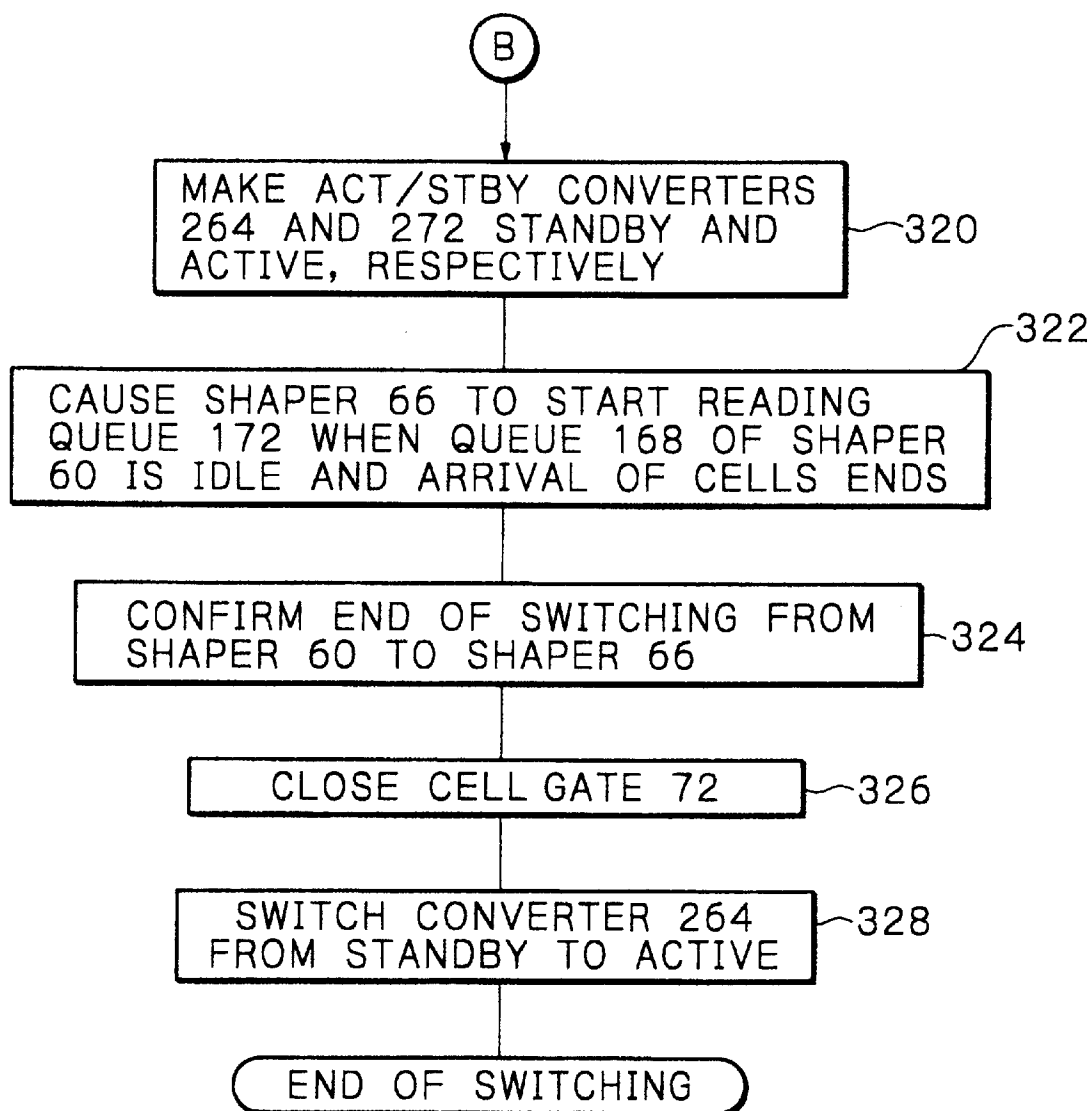 B
MAKE ACT/STBY CONVERTERS
264 AND 272 STANDBY AND
ACTIVE, RESPECTIVELY
320
322
CAUSE SHAPER 66 TO START READING
QUEUE 172 WHEN QUEUE 168 OF SHAPER
60 IS IDLE AND ARRIVAL OF CELLS ENDS
CONFIRM END OF SWITCHING FROM
SHAPER 60 TO SHAPER 66
324
CLOSE CELL GATE 72
326
SWITCH CONVERTER 264
FROM STANDBY TO ACTIVE
328
END OF SWITCHING